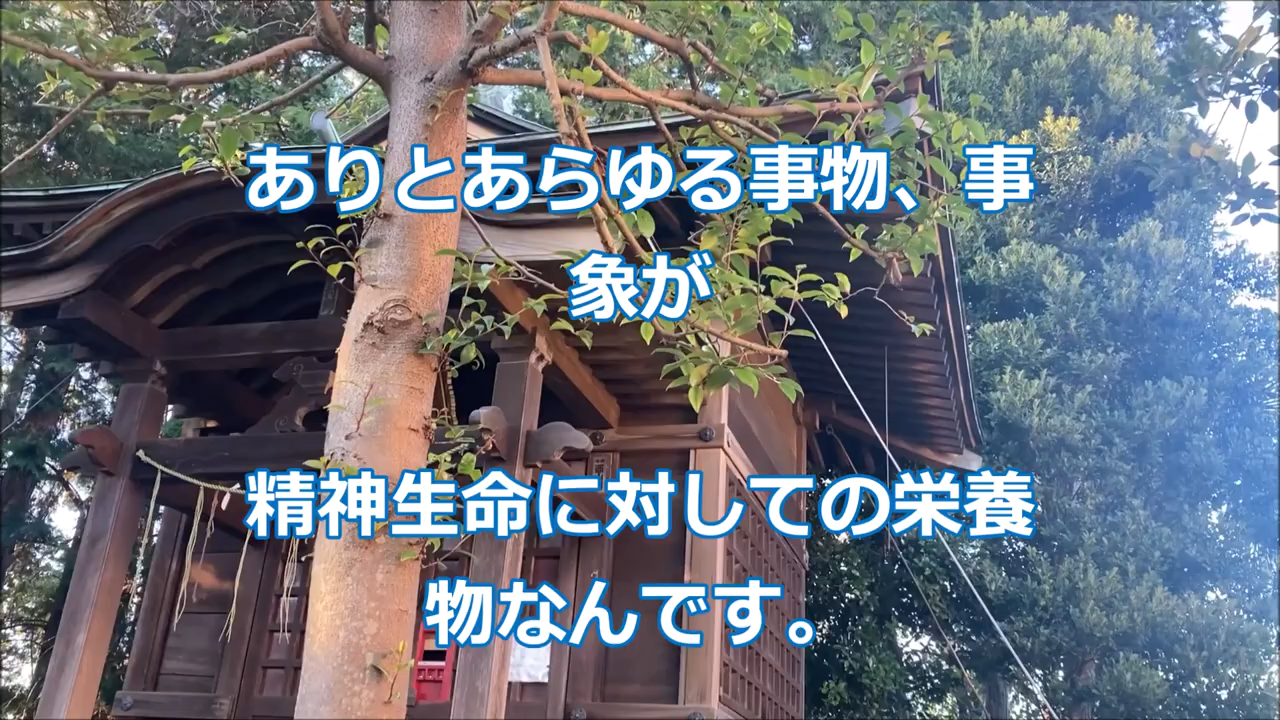 ありとあらゆる事物、事
象が
精神生命に対しての栄養
物なんです。